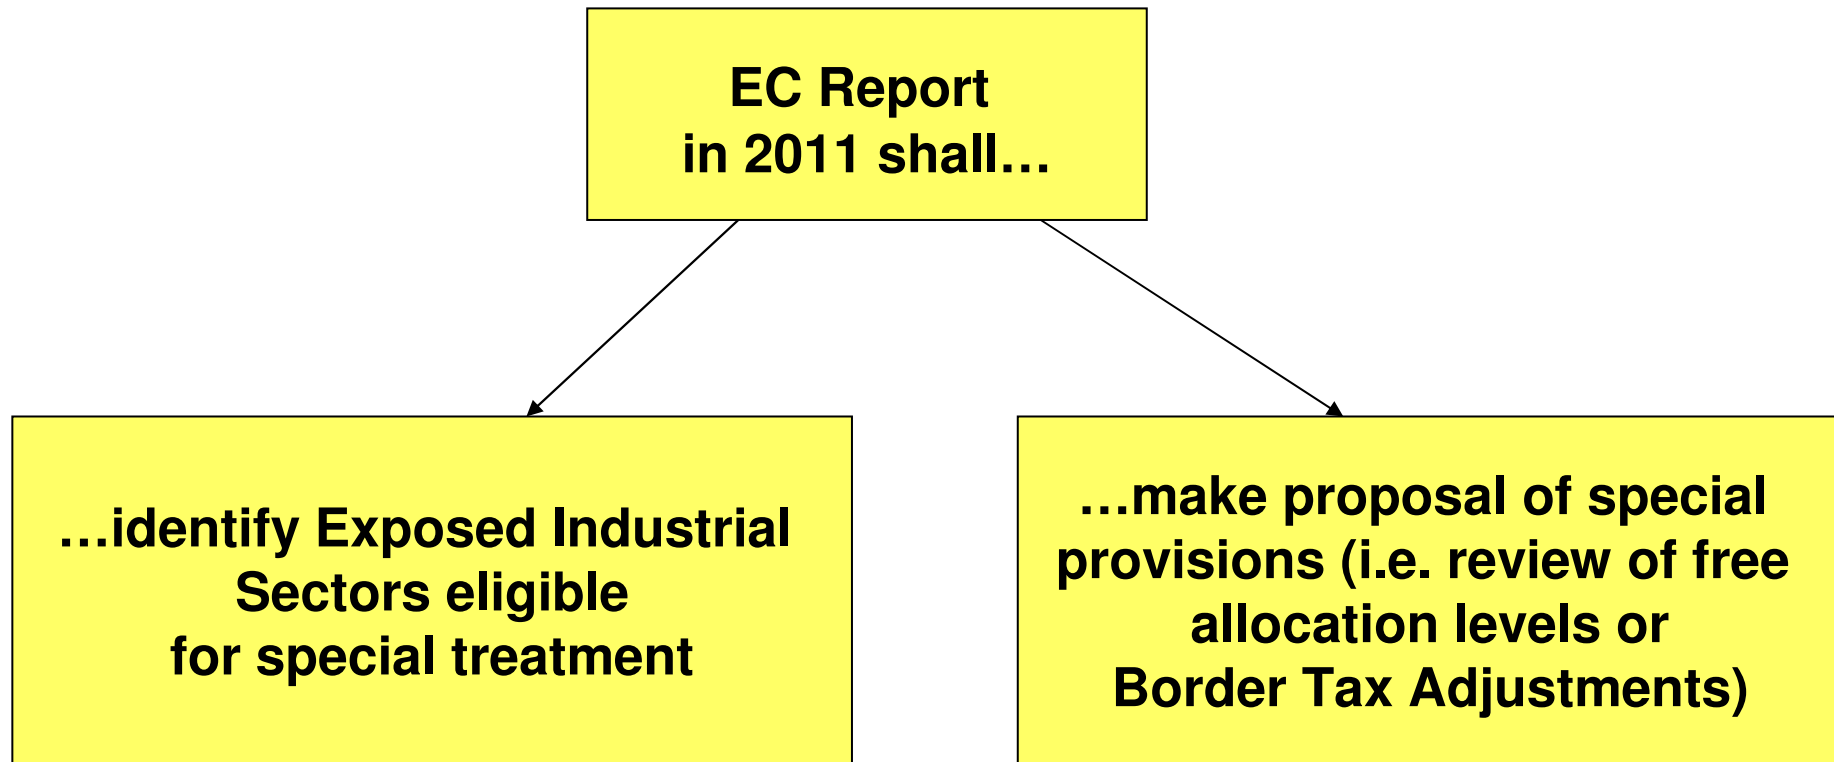 EC Report
in 2011 shall…
…identify Exposed Industrial
Sectors eligible
for special treatment
…make proposal of special
provisions (i.e. review of free
allocation levels or
Border Tax Adjustments)